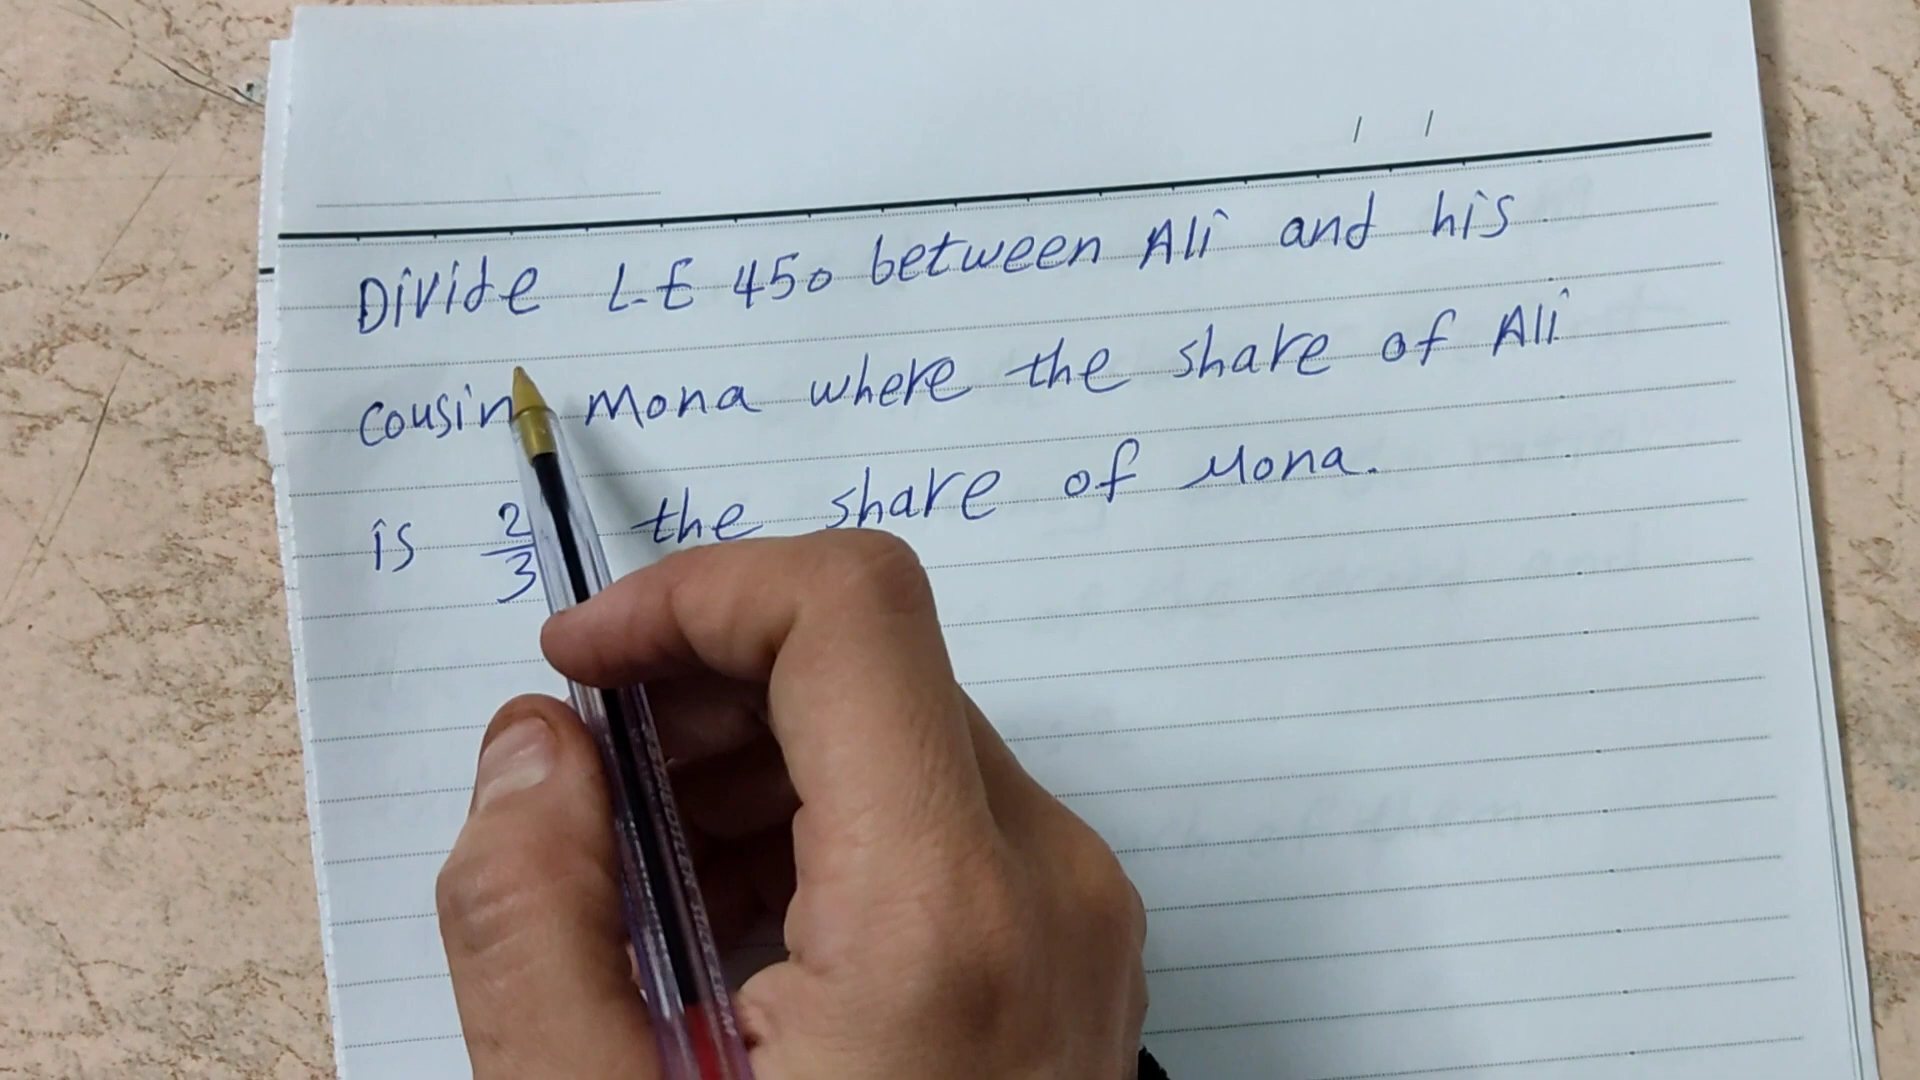 Divide L.E 450 between Ali and his
cousin Mona where the share of Ali
is 2/3 the share of Mona.